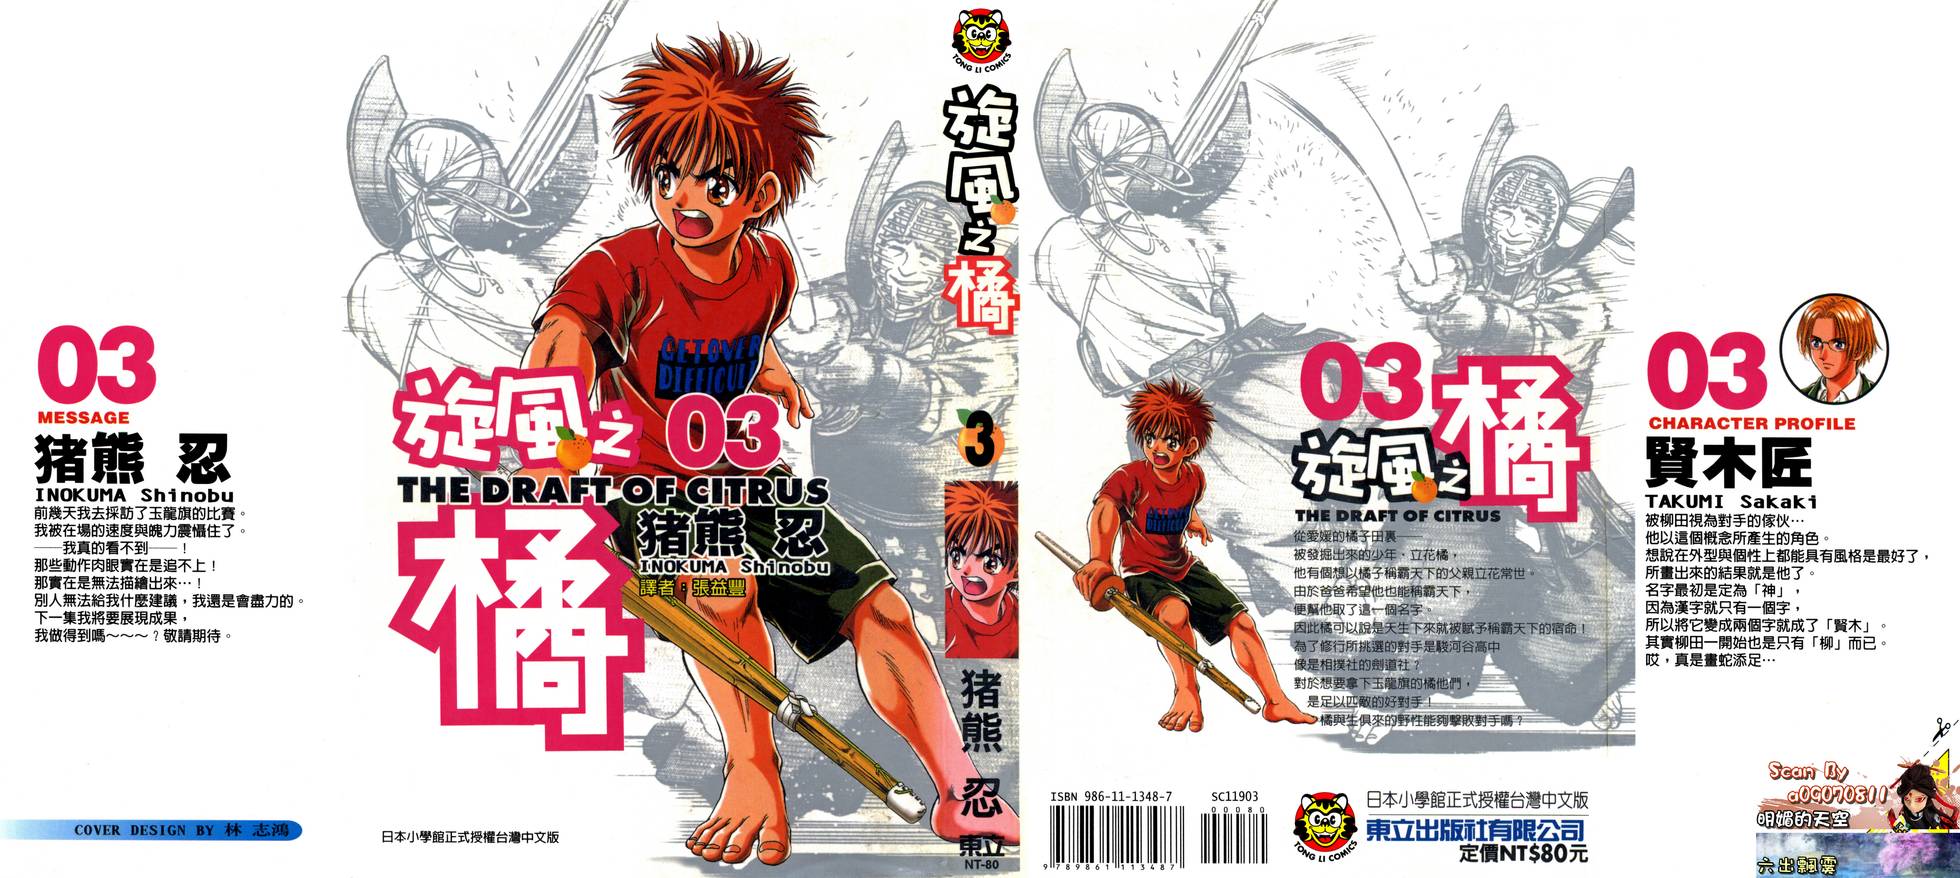 03
MESSAGE
猪熊 忍
INOKUMA Shinobu
前幾天我去採訪了玉龍旗的比賽。
我被在場的速度與魄力震懾住了。
──我真的看不到──！
那些動作肉眼實在是追不上！
那實在是無法描繪出來…！
別人無法給我什麼建議，我還是會盡力的。
下一集我將要展現成果，
我做得到嗎～～～？敬請期待。
COVER DESIGN BY 林 志鴻
GET OVER
DIFFICUL
旋風之 03
THE DRAFT OF CITRUS
橘
猪熊 忍
INOKUMA Shinobu
譯者：張益豐
日本小學館正式授權台灣中文版
TONG LI COMICS
旋風之橘
3
猪熊 忍
東立
NT-80
03
旋風之橘
THE DRAFT OF CITRUS
從愛媛的橘子田裏──
被發掘出來的少年‧立花橘，
他有個想以橘子稱霸天下的父親立花常世。
由於爸爸希望他也能稱霸天下，
便幫他取了這一個名字。
因此橘可以說是天生下來就被賦予稱霸天下的宿命！
為了修行所挑選的對手是駿河谷高中
像是相撲社的劍道社？
對於想要拿下玉龍旗的橘他們，
是足以匹敵的好對手！
橘與生俱來的野性能夠擊敗對手嗎？
ISBN 986-11-1348-7
9 789861 113487
SC11903
00080
TONG LI COMICS
日本小學館正式授權台灣中文版
東立出版社有限公司
定價NT$80元
03
CHARACTER PROFILE
賢木匠
TAKUMI Sakaki
被柳田視為對手的傢伙…
他以這個概念所產生的角色。
想說在外型與個性上都能具有風格是最好了，
所畫出來的結果就是他了。
名字最初是定為「神」，
因為漢字就只有一個字，
所以將它變成兩個字就成了「賢木」。
其實柳田一開始也是只有「柳」而已。
哎，真是畫蛇添足…
Scan By
a09070811
明媚的天空
六出飄霙